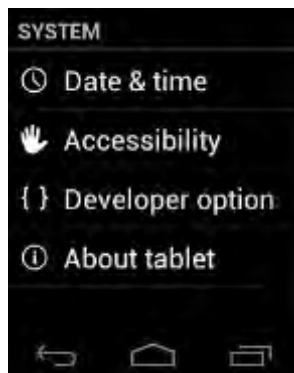 SYSTEM
Date & time
Accessibility
{ } Developer option
About tablet